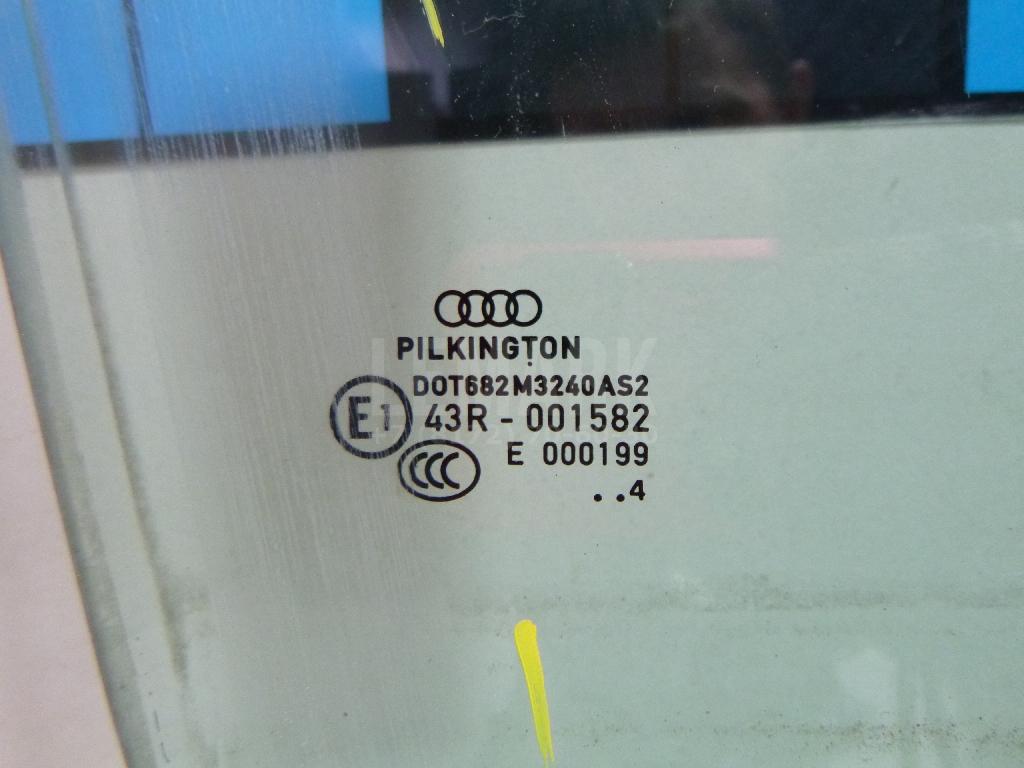 PILKINGTON
DOT682M3240AS2
E1 43R - 001582
CCC E 000199
..4